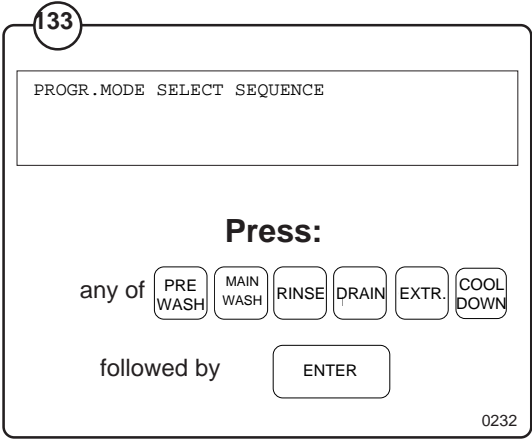 133
PROGR.MODE SELECT SEQUENCE
Press:
any of PRE WASH MAIN WASH RINSE DRAIN EXTR. COOL DOWN
followed by ENTER
0232